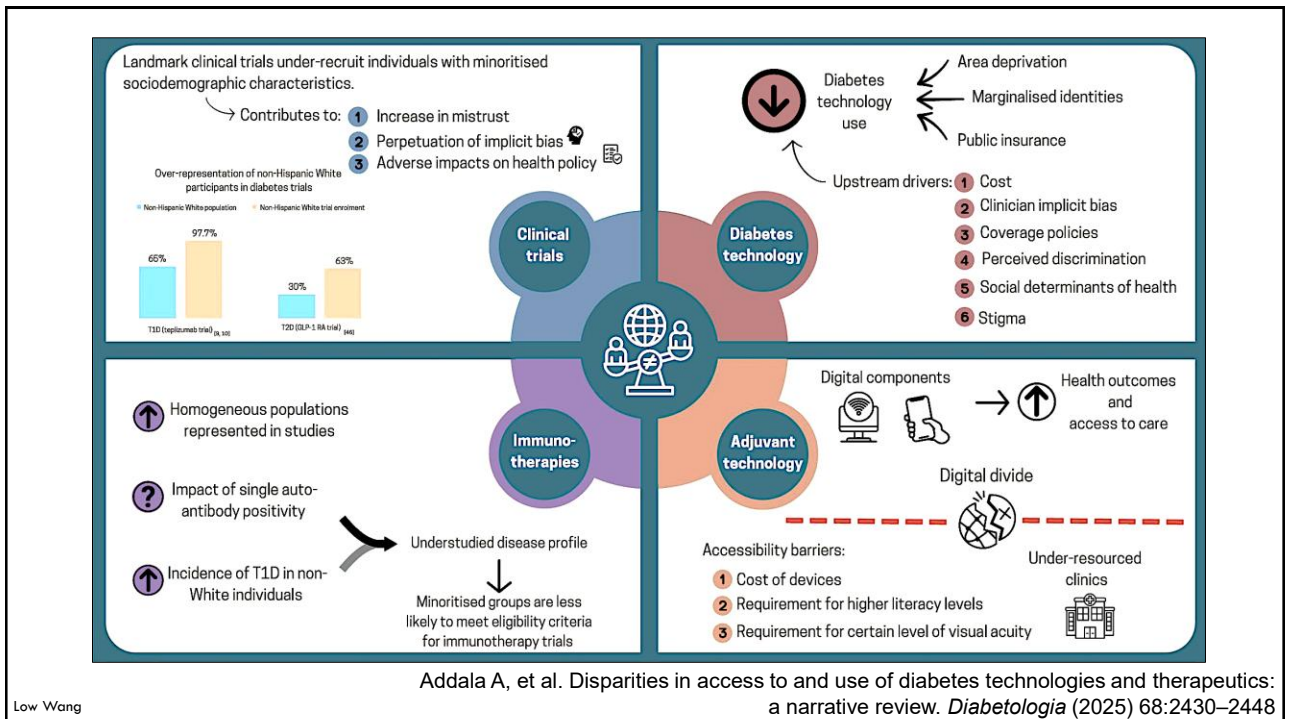 Landmark clinical trials under-recruit individuals with minoritised
sociodemographic characteristics.
Contributes to:
1 Increase in mistrust
2 Perpetuation of implicit bias
3 Adverse impacts on health policy
Over-representation of non-Hispanic White
participants in diabetes trials
Non-Hispanic White population
Non-Hispanic White trial enrolment
65%
97.7%
30%
63%
T1D (teplizumab trial) [9, 10]
T2D (GLP-1 RA trial) [46]
Clinical
trials
Diabetes
technology
use
Area deprivation
Marginalised identities
Public insurance
Upstream drivers:
1 Cost
2 Clinician implicit bias
3 Coverage policies
4 Perceived discrimination
5 Social determinants of health
6 Stigma
Diabetes
technology
≠
Homogeneous populations
represented in studies
?
Impact of single auto-
antibody positivity
Incidence of T1D in non-
White individuals
Understudied disease profile
Minoritised groups are less
likely to meet eligibility criteria
for immunotherapy trials
Immuno-
therapies
Adjuvant
technology
Digital components
Health outcomes
and
access to care
Digital divide
Accessibility barriers:
1 Cost of devices
2 Requirement for higher literacy levels
3 Requirement for certain level of visual acuity
Under-resourced
clinics
Addala A, et al. Disparities in access to and use of diabetes technologies and therapeutics:
a narrative review. Diabetologia (2025) 68:2430–2448
Low Wang